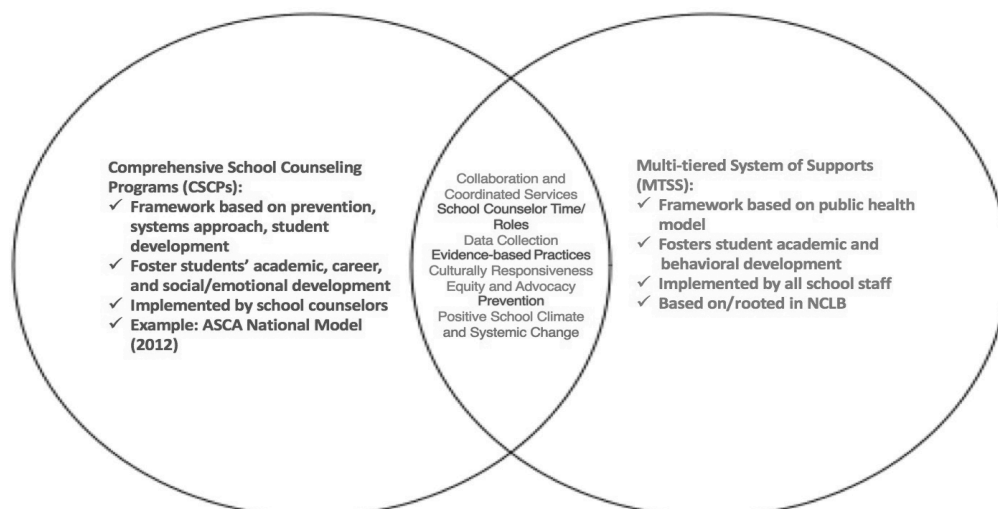 Comprehensive School Counseling
Programs (CSCPs):
✓ Framework based on prevention,
systems approach, student
development
✓ Foster students' academic, career,
and social/emotional development
✓ Implemented by school counselors
✓ Example: ASCA National Model
(2012)
Collaboration and
Coordinated Services
School Counselor Time/
Roles
Data Collection
Evidence-based Practices
Culturally Responsiveness
Equity and Advocacy
Prevention
Positive School Climate
and Systemic Change
Multi-tiered System of Supports
(MTSS):
✓ Framework based on public health
model
✓ Fosters student academic and
behavioral development
✓ Implemented by all school staff
✓ Based on/rooted in NCLB